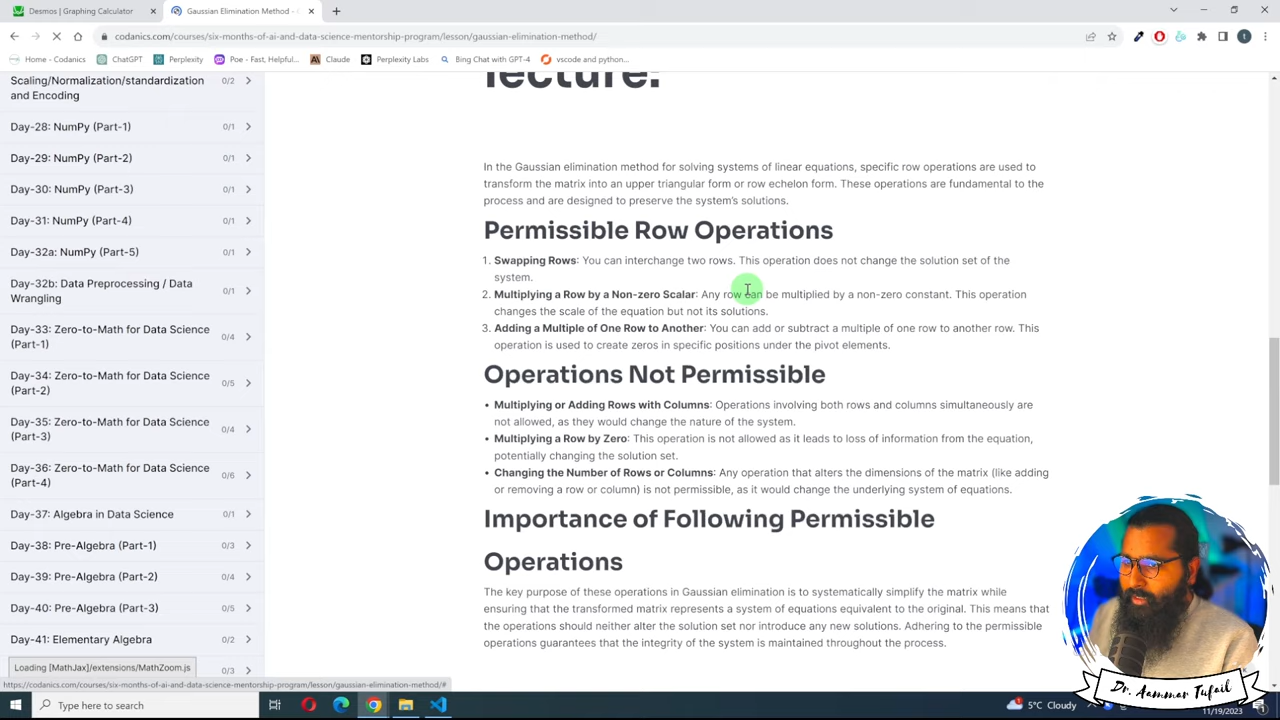 Desmos | Graphing Calculator
Gaussian Elimination Method -
codanics.com/courses/six-months-of-ai-and-data-science-mentorship-program/lesson/gaussian-elimination-method/
Home - Codanics
ChatGPT
Perplexity
Poe - Fast, Helpful...
Claude
Perplexity Labs
Bing Chat with GPT-4
vscode and python...
Scaling/Normalization/standardization 0/2
and Encoding
Day-28: NumPy (Part-1) 0/1
Day-29: NumPy (Part-2) 0/1
Day-30: NumPy (Part-3) 0/1
Day-31: NumPy (Part-4) 0/1
Day-32a: NumPy (Part-5) 0/1
Day-32b: Data Preprocessing / Data 0/1
Wrangling
Day-33: Zero-to-Math for Data Science 0/4
(Part-1)
Day-34: Zero-to-Math for Data Science 0/5
(Part-2)
Day-35: Zero-to-Math for Data Science 0/4
(Part-3)
Day-36: Zero-to-Math for Data Science 0/6
(Part-4)
Day-37: Algebra in Data Science 0/1
Day-38: Pre-Algebra (Part-1) 0/3
Day-39: Pre-Algebra (Part-2) 0/4
Day-40: Pre-Algebra (Part-3) 0/5
Day-41: Elementary Algebra 0/2
0/3
Loading [MathJax]/extensions/MathZoom.js
https://codanics.com/courses/six-months-of-ai-and-data-science-mentorship-program/lesson/gaussian-elimination-method/#
lecture:
In the Gaussian elimination method for solving systems of linear equations, specific row operations are used to
transform the matrix into an upper triangular form or row echelon form. These operations are fundamental to the
process and are designed to preserve the system's solutions.
Permissible Row Operations
1. Swapping Rows: You can interchange two rows. This operation does not change the solution set of the
system.
2. Multiplying a Row by a Non-zero Scalar: Any row can be multiplied by a non-zero constant. This operation
changes the scale of the equation but not its solutions.
3. Adding a Multiple of One Row to Another: You can add or subtract a multiple of one row to another row. This
operation is used to create zeros in specific positions under the pivot elements.
Operations Not Permissible
• Multiplying or Adding Rows with Columns: Operations involving both rows and columns simultaneously are
not allowed, as they would change the nature of the system.
• Multiplying a Row by Zero: This operation is not allowed as it leads to loss of information from the equation,
potentially changing the solution set.
• Changing the Number of Rows or Columns: Any operation that alters the dimensions of the matrix (like adding
or removing a row or column) is not permissible, as it would change the underlying system of equations.
Importance of Following Permissible
Operations
The key purpose of these operations in Gaussian elimination is to systematically simplify the matrix while
ensuring that the transformed matrix represents a system of equations equivalent to the original. This means that
the operations should neither alter the solution set nor introduce any new solutions. Adhering to the permissible
operations guarantees that the integrity of the system is maintained throughout the process.
Dr. Aammar Tufail
Type here to search
5°C Cloudy
11/19/2023